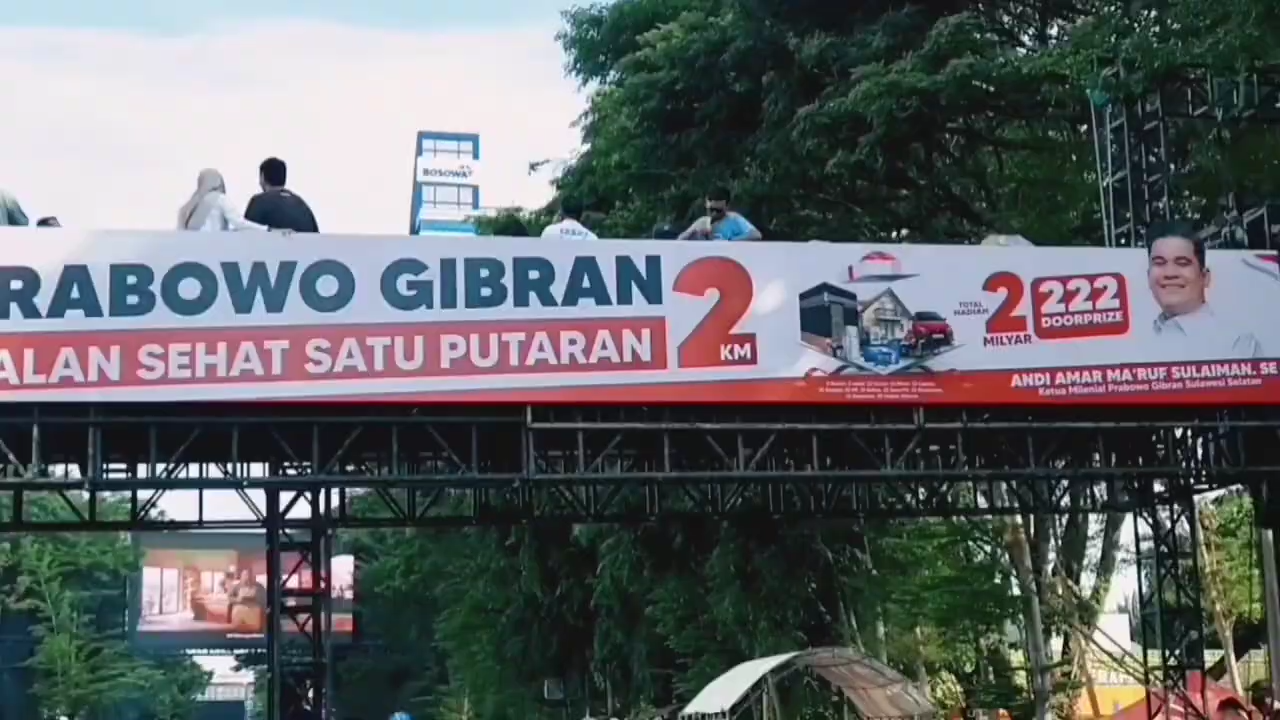 BOSOWA
RABOWO GIBRAN
ALAN SEHAT SATU PUTARAN
2
KM
TOTAL
HADIAH
2
MILYAR
222
DOORPRIZE
ANDI AMAR MA'RUF SULAIMAN. SE
Ketua Milenial Prabowo Gibran Sulawesi Selatan